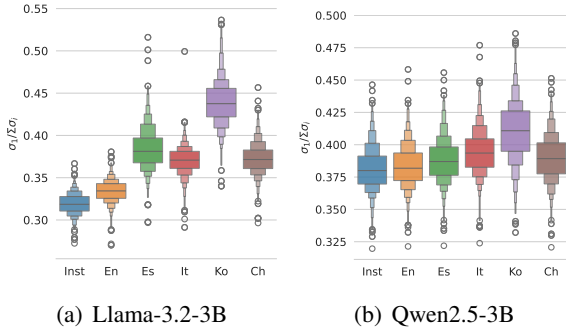 0.55
0.50
0.45
0.40
0.35
0.30
σ₁/Σσᵢ
Inst En Es It Ko Ch
(a) Llama-3.2-3B
0.500
0.475
0.450
0.425
0.400
0.375
0.350
0.325
σ₁/Σσᵢ
Inst En Es It Ko Ch
(b) Qwen2.5-3B